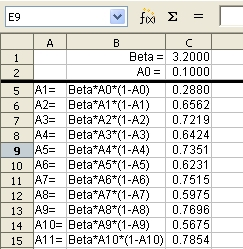 E9 f(x) Σ =
A B C
1 Beta = 3.2000
2 A0 = 0.1000
5 A1= Beta*A0*(1-A0) 0.2880
6 A2= Beta*A1*(1-A1) 0.6562
7 A3= Beta*A2*(1-A2) 0.7219
8 A4= Beta*A3*(1-A3) 0.6424
9 A5= Beta*A4*(1-A4) 0.7351
10 A6= Beta*A5*(1-A5) 0.6231
11 A7= Beta*A6*(1-A6) 0.7515
12 A8= Beta*A7*(1-A7) 0.5975
13 A9= Beta*A8*(1-A8) 0.7696
14 A10= Beta*A9*(1-A9) 0.5675
15 A11= Beta*A10*(1-A10) 0.7854